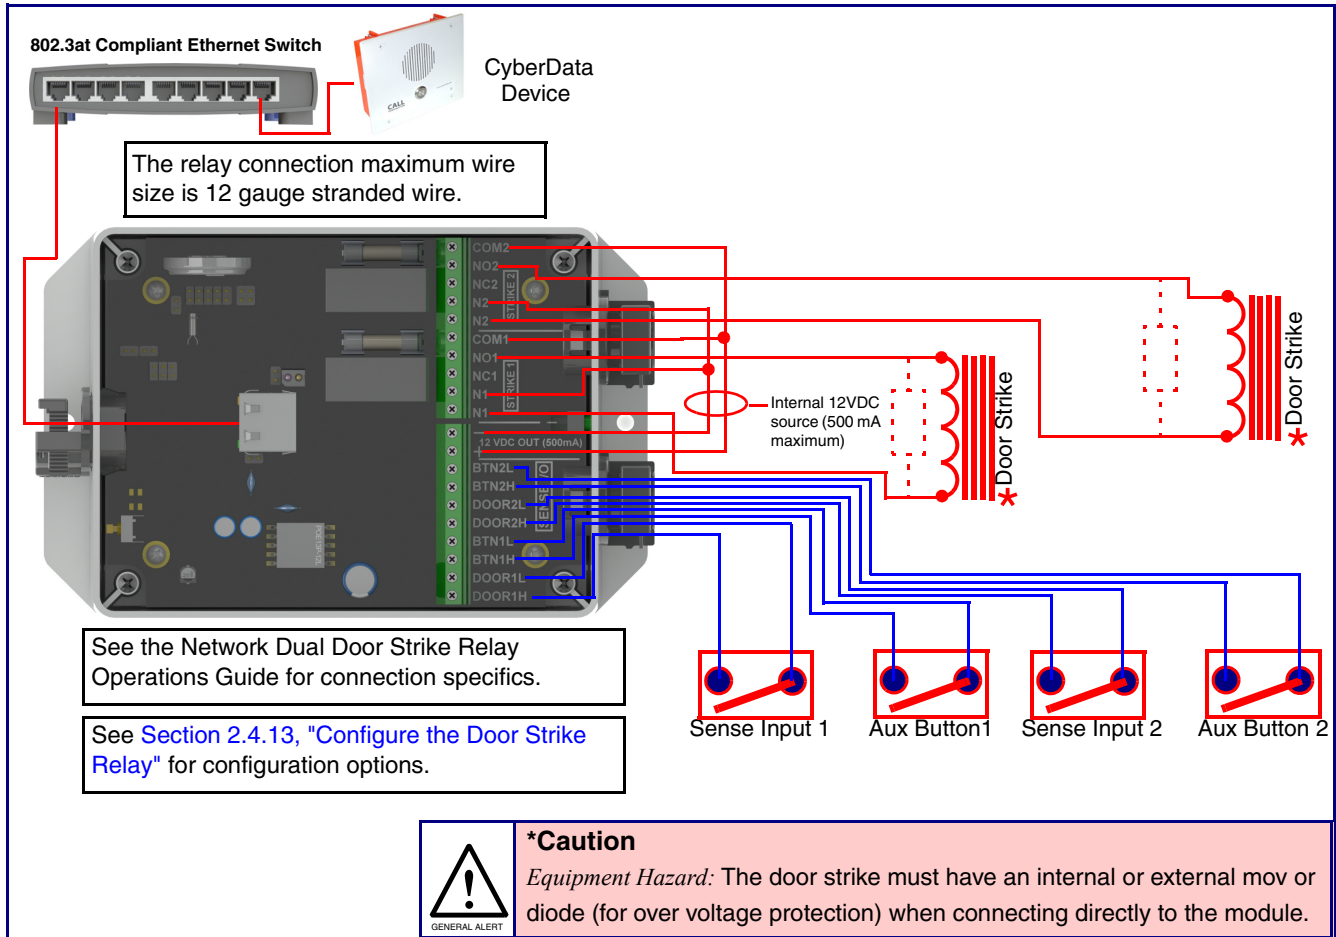 802.3at Compliant Ethernet Switch
CALL
CyberData
Device
The relay connection maximum wire
size is 12 gauge stranded wire.
COM2
NO2
NC2
N2
N2
STRIKE 2
COM1
NO1
NC1
N1
N1
STRIKE 1
-
12 VDC OUT (500mA)
+
BTN2L
BTN2H
DOOR2L
DOOR2H
BTN1L
BTN1H
DOOR1L
DOOR1H
Internal 12VDC
source (500 mA
maximum)
*Door Strike
*Door Strike
Sense Input 1
Aux Button1
Sense Input 2
Aux Button 2
See the Network Dual Door Strike Relay
Operations Guide for connection specifics.
See Section 2.4.13, "Configure the Door Strike
Relay" for configuration options.
GENERAL ALERT
*Caution
Equipment Hazard: The door strike must have an internal or external mov or
diode (for over voltage protection) when connecting directly to the module.